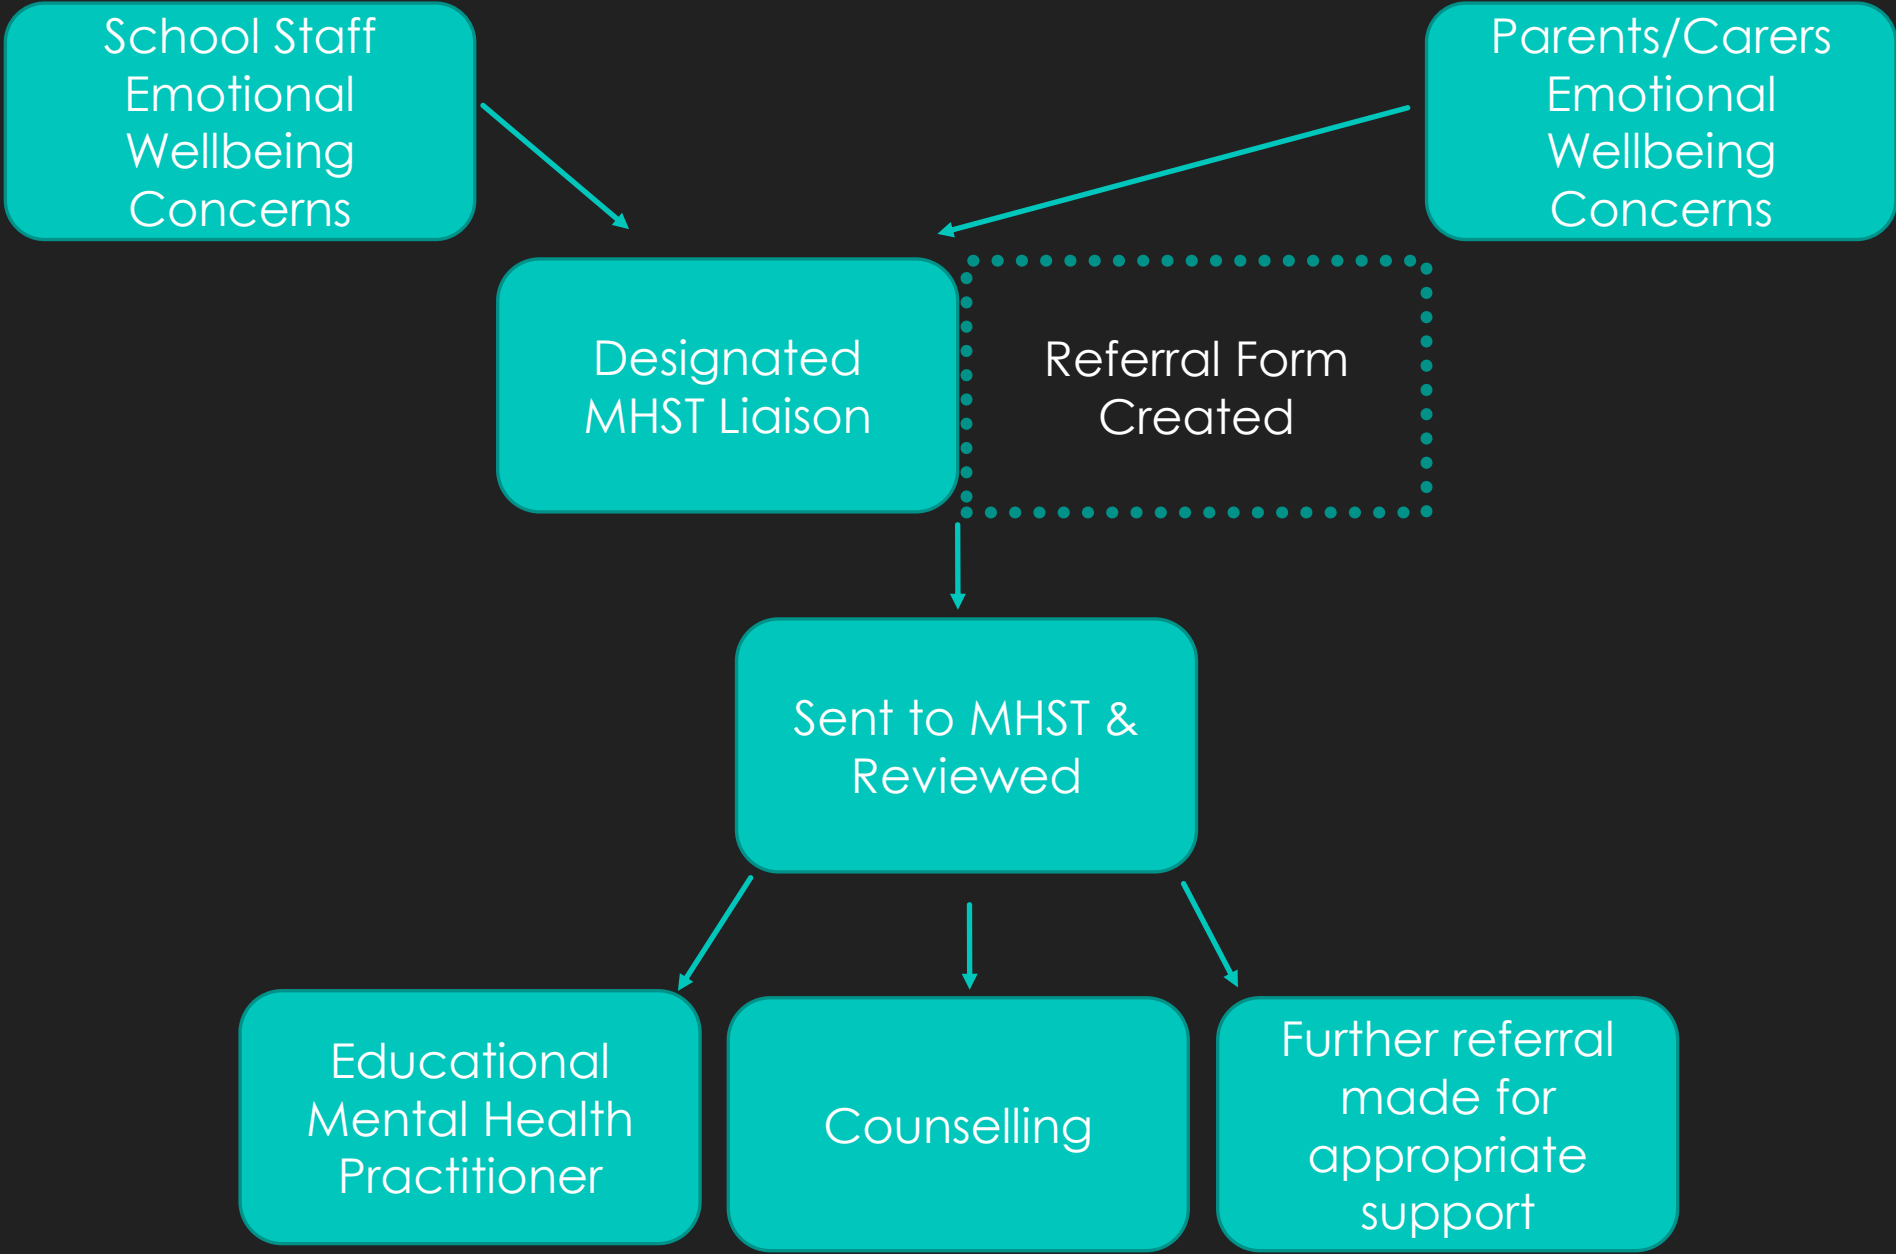 School Staff
Emotional
Wellbeing
Concerns
Parents/Carers
Emotional
Wellbeing
Concerns
Designated
MHST Liaison
Referral Form
Created
Sent to MHST &
Reviewed
Educational
Mental Health
Practitioner
Counselling
Further referral
made for
appropriate
support